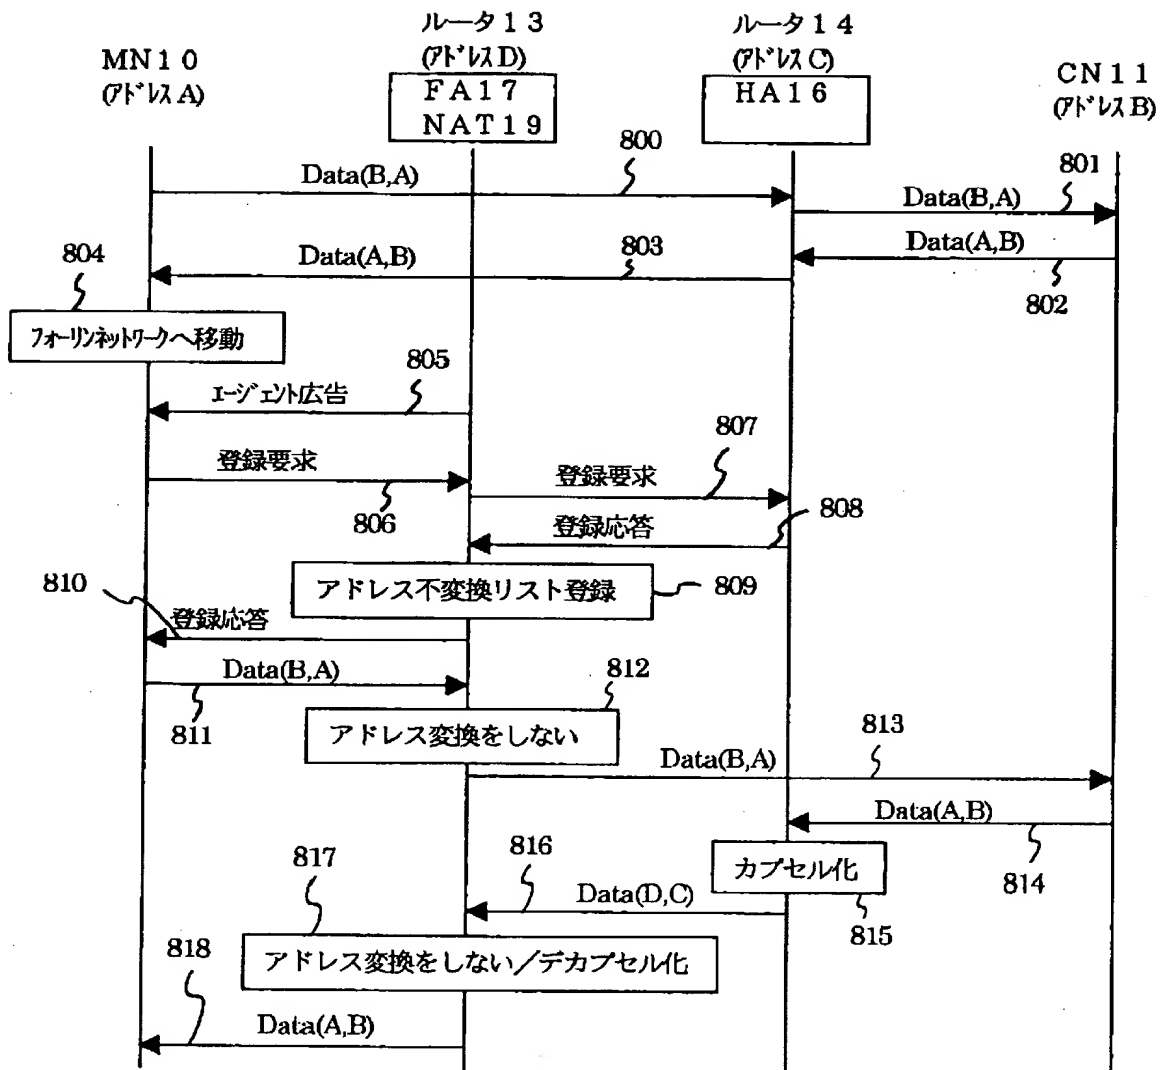 MN10
(アドレスA)
ルータ13
(アドレスD)
FA17
NAT19
ルータ14
(アドレスC)
HA16
CN11
(アドレスB)
Data(B,A)
800
Data(B,A)
801
Data(A,B)
802
Data(A,B)
803
804
フォーリンネットワークへ移動
805
エージェント広告
登録要求
806
807
登録要求
登録応答
808
アドレス不変換リスト登録
809
810
登録応答
Data(B,A)
811
812
アドレス変換をしない
Data(B,A)
813
Data(A,B)
814
カプセル化
815
816
Data(D,C)
817
アドレス変換をしない/デカプセル化
818
Data(A,B)